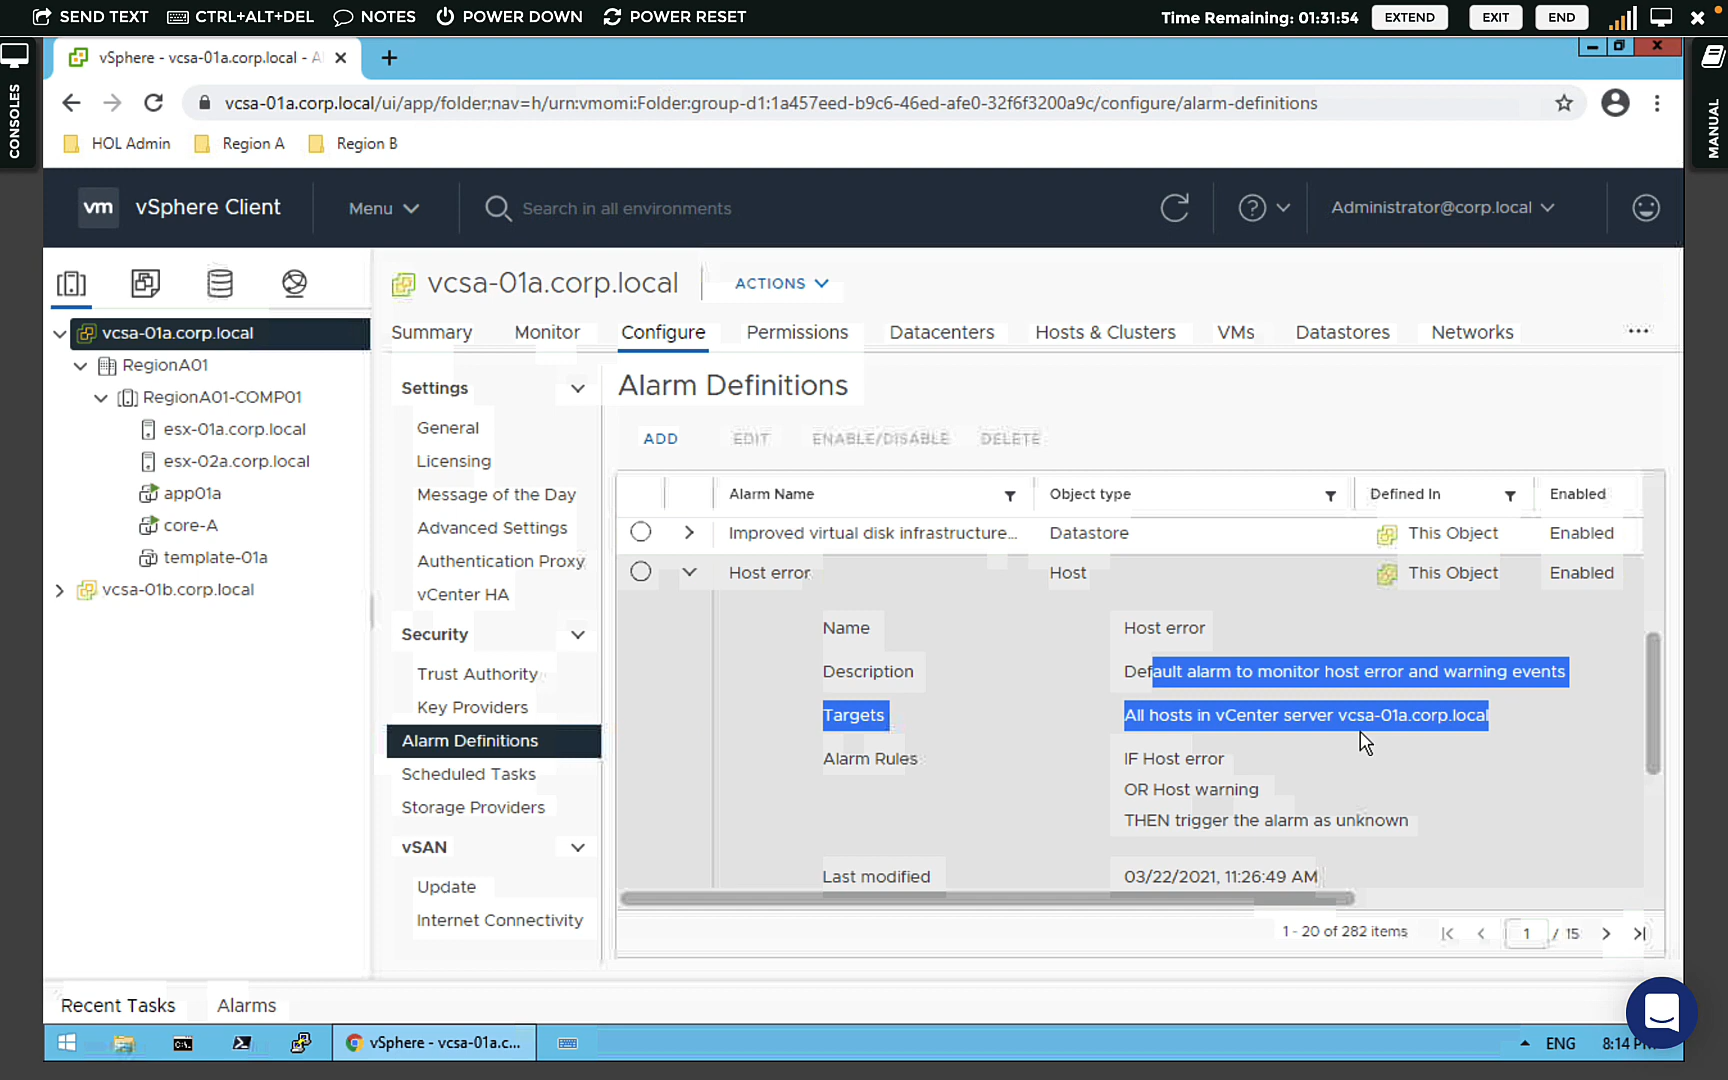 SEND TEXT CTRL+ALT+DEL NOTES POWER DOWN POWER RESET Time Remaining: 01:31:54 EXTEND EXIT END
CONSOLES
MANUAL
vSphere - vcsa-01a.corp.local - Al
vcsa-01a.corp.local/ui/app/folder;nav=h/urn:vmomi:Folder:group-d1:1a457eed-b9c6-46ed-afe0-32f6f3200a9c/configure/alarm-definitions
HOL Admin Region A Region B
vm vSphere Client Menu Search in all environments Administrator@corp.local
vcsa-01a.corp.local
RegionA01
RegionA01-COMP01
esx-01a.corp.local
esx-02a.corp.local
app01a
core-A
template-01a
vcsa-01b.corp.local
vcsa-01a.corp.local ACTIONS
Summary Monitor Configure Permissions Datacenters Hosts & Clusters VMs Datastores Networks ...
Settings
General
Licensing
Message of the Day
Advanced Settings
Authentication Proxy
vCenter HA
Security
Trust Authority
Key Providers
Alarm Definitions
Scheduled Tasks
Storage Providers
vSAN
Update
Internet Connectivity
Alarm Definitions
ADD EDIT ENABLE/DISABLE DELETE
Alarm Name Object type Defined In Enabled
Improved virtual disk infrastructure... Datastore This Object Enabled
Host error Host This Object Enabled
Name Host error
Description Default alarm to monitor host error and warning events
Targets All hosts in vCenter server vcsa-01a.corp.local
Alarm Rules IF Host error
OR Host warning
THEN trigger the alarm as unknown
Last modified 03/22/2021, 11:26:49 AM
1 - 20 of 282 items 1 / 15
Recent Tasks Alarms
vSphere - vcsa-01a.c... ENG 8:14 PM